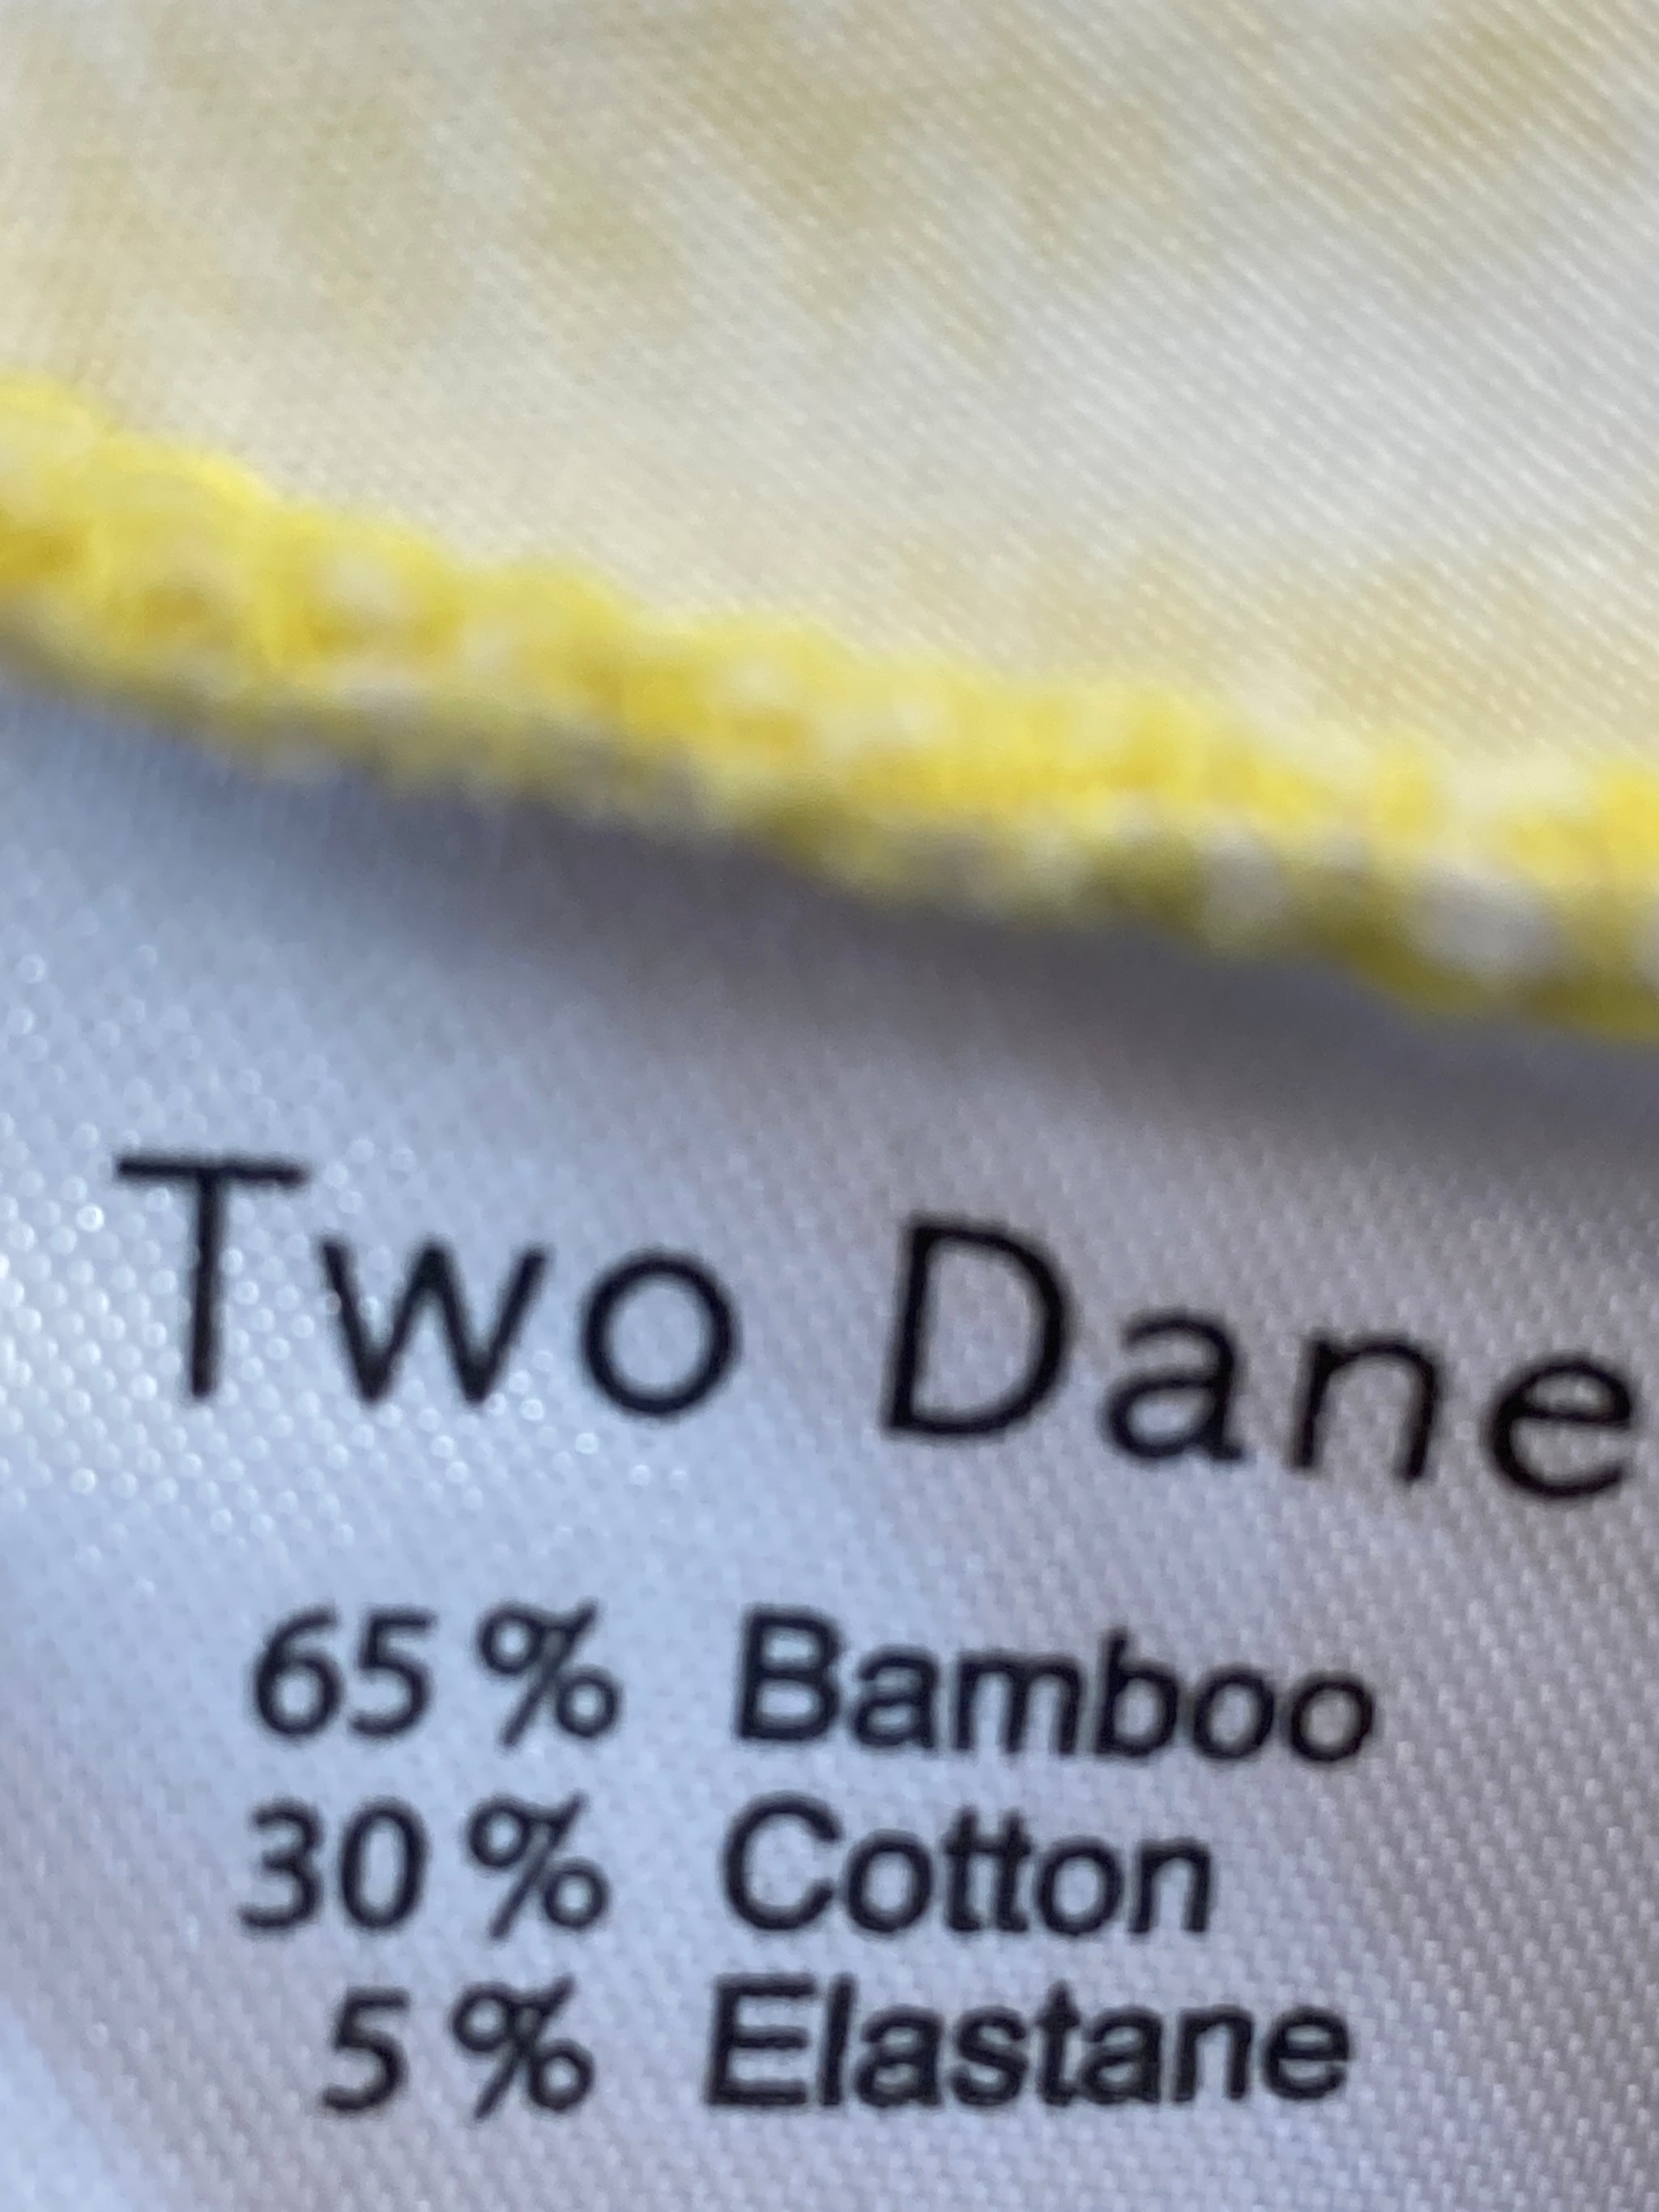 Two Dane
65% Bamboo
30% Cotton
5% Elastane